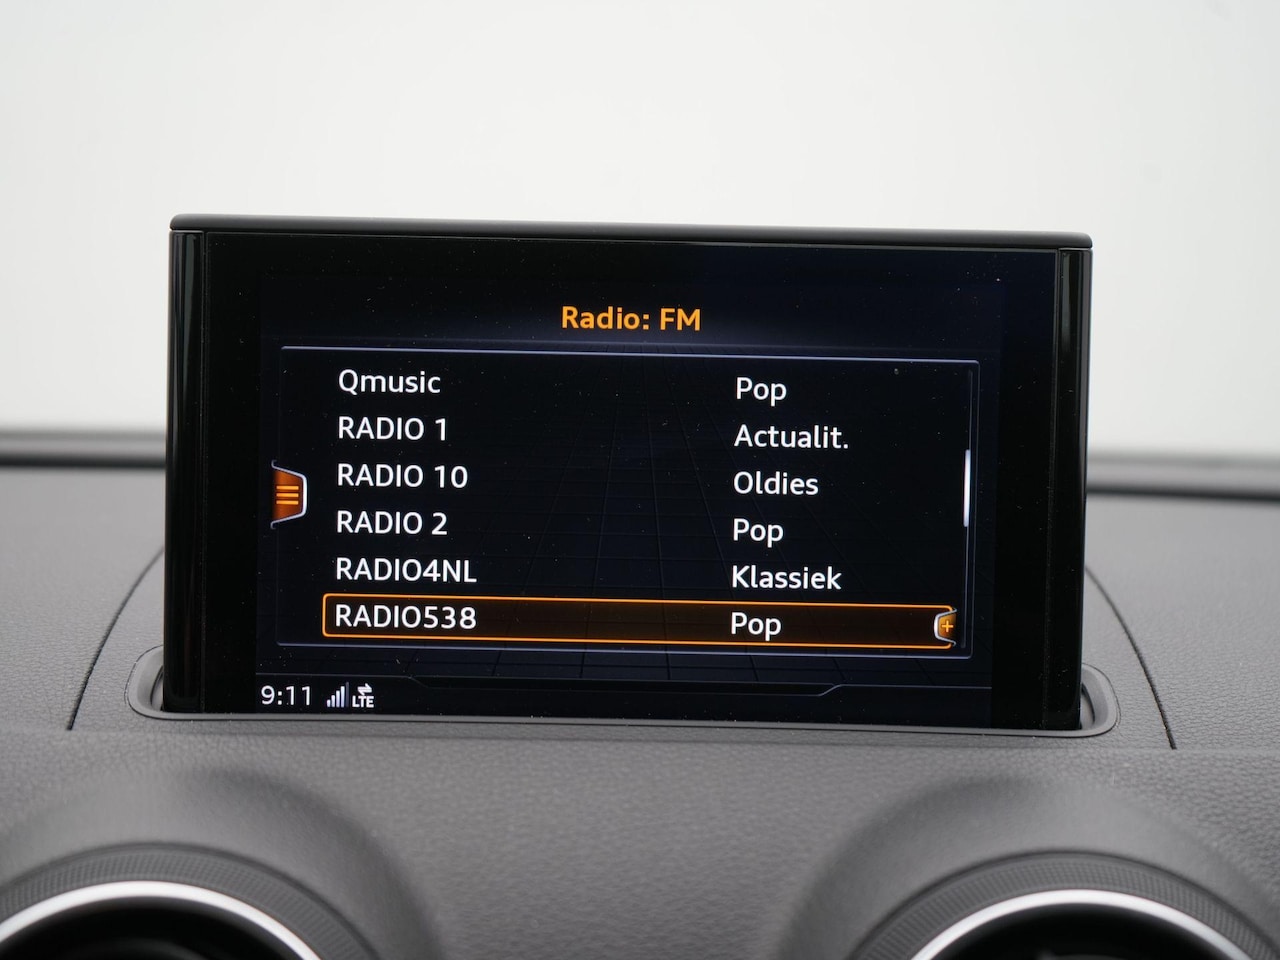 Radio: FM
Qmusic Pop
RADIO 1 Actualit.
RADIO 10 Oldies
RADIO 2 Pop
RADIO4NL Klassiek
RADIO538 Pop
9:11 LTE